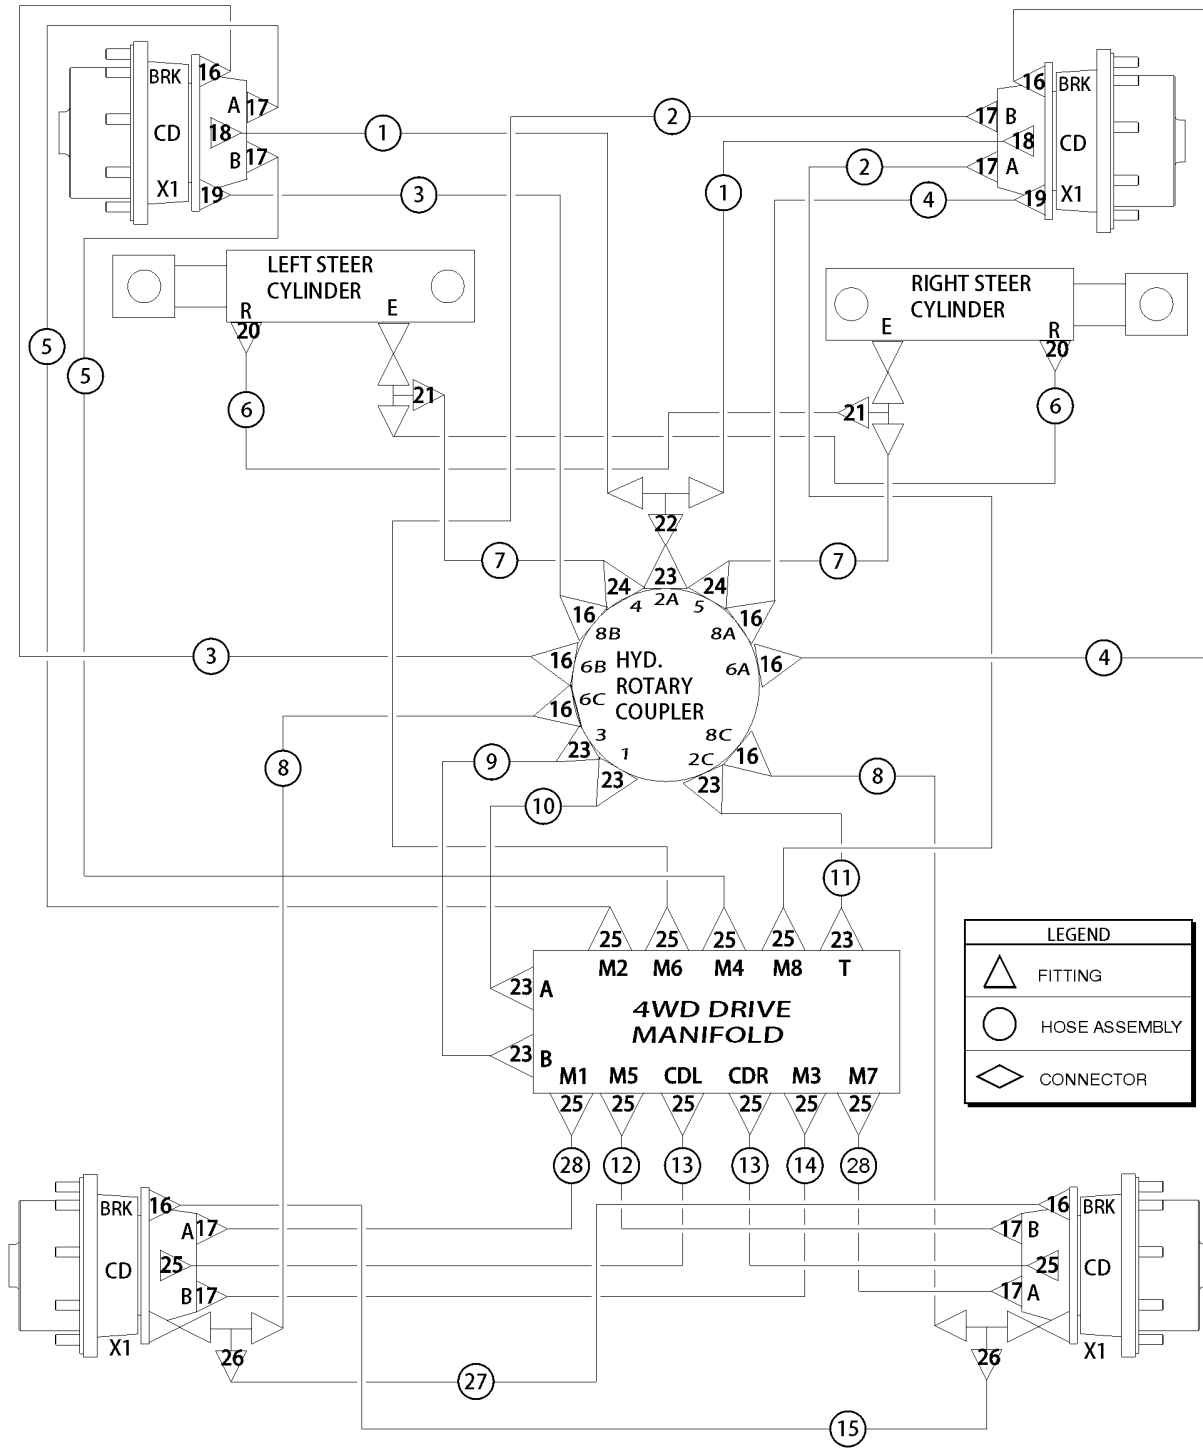 16
BRK
A
17
18
CD
1
B
17
X1
19
3
2
16
BRK
17
B
18
CD
2
17
A
1
4
19
X1
LEFT STEER
CYLINDER
R
E
20
RIGHT STEER
CYLINDER
E
R
20
5
5
6
21
21
6
22
7
24
23
24
7
4
2A
5
16
8B
8A
16
3
16
6B
HYD.
ROTARY
COUPLER
6A
16
4
16
6C
3
1
8C
2C
16
9
23
23
23
8
8
10
11
25
25
25
25
23
M2
M6
M4
M8
T
23
A
4WD DRIVE
MANIFOLD
23
B
M1
M5
CDL
CDR
M3
M7
25
25
25
25
25
25
LEGEND
FITTING
HOSE ASSEMBLY
CONNECTOR
28
12
13
13
14
28
BRK
16
A
17
CD
25
B
17
X1
26
16
BRK
17
B
25
CD
17
A
X1
26
27
15